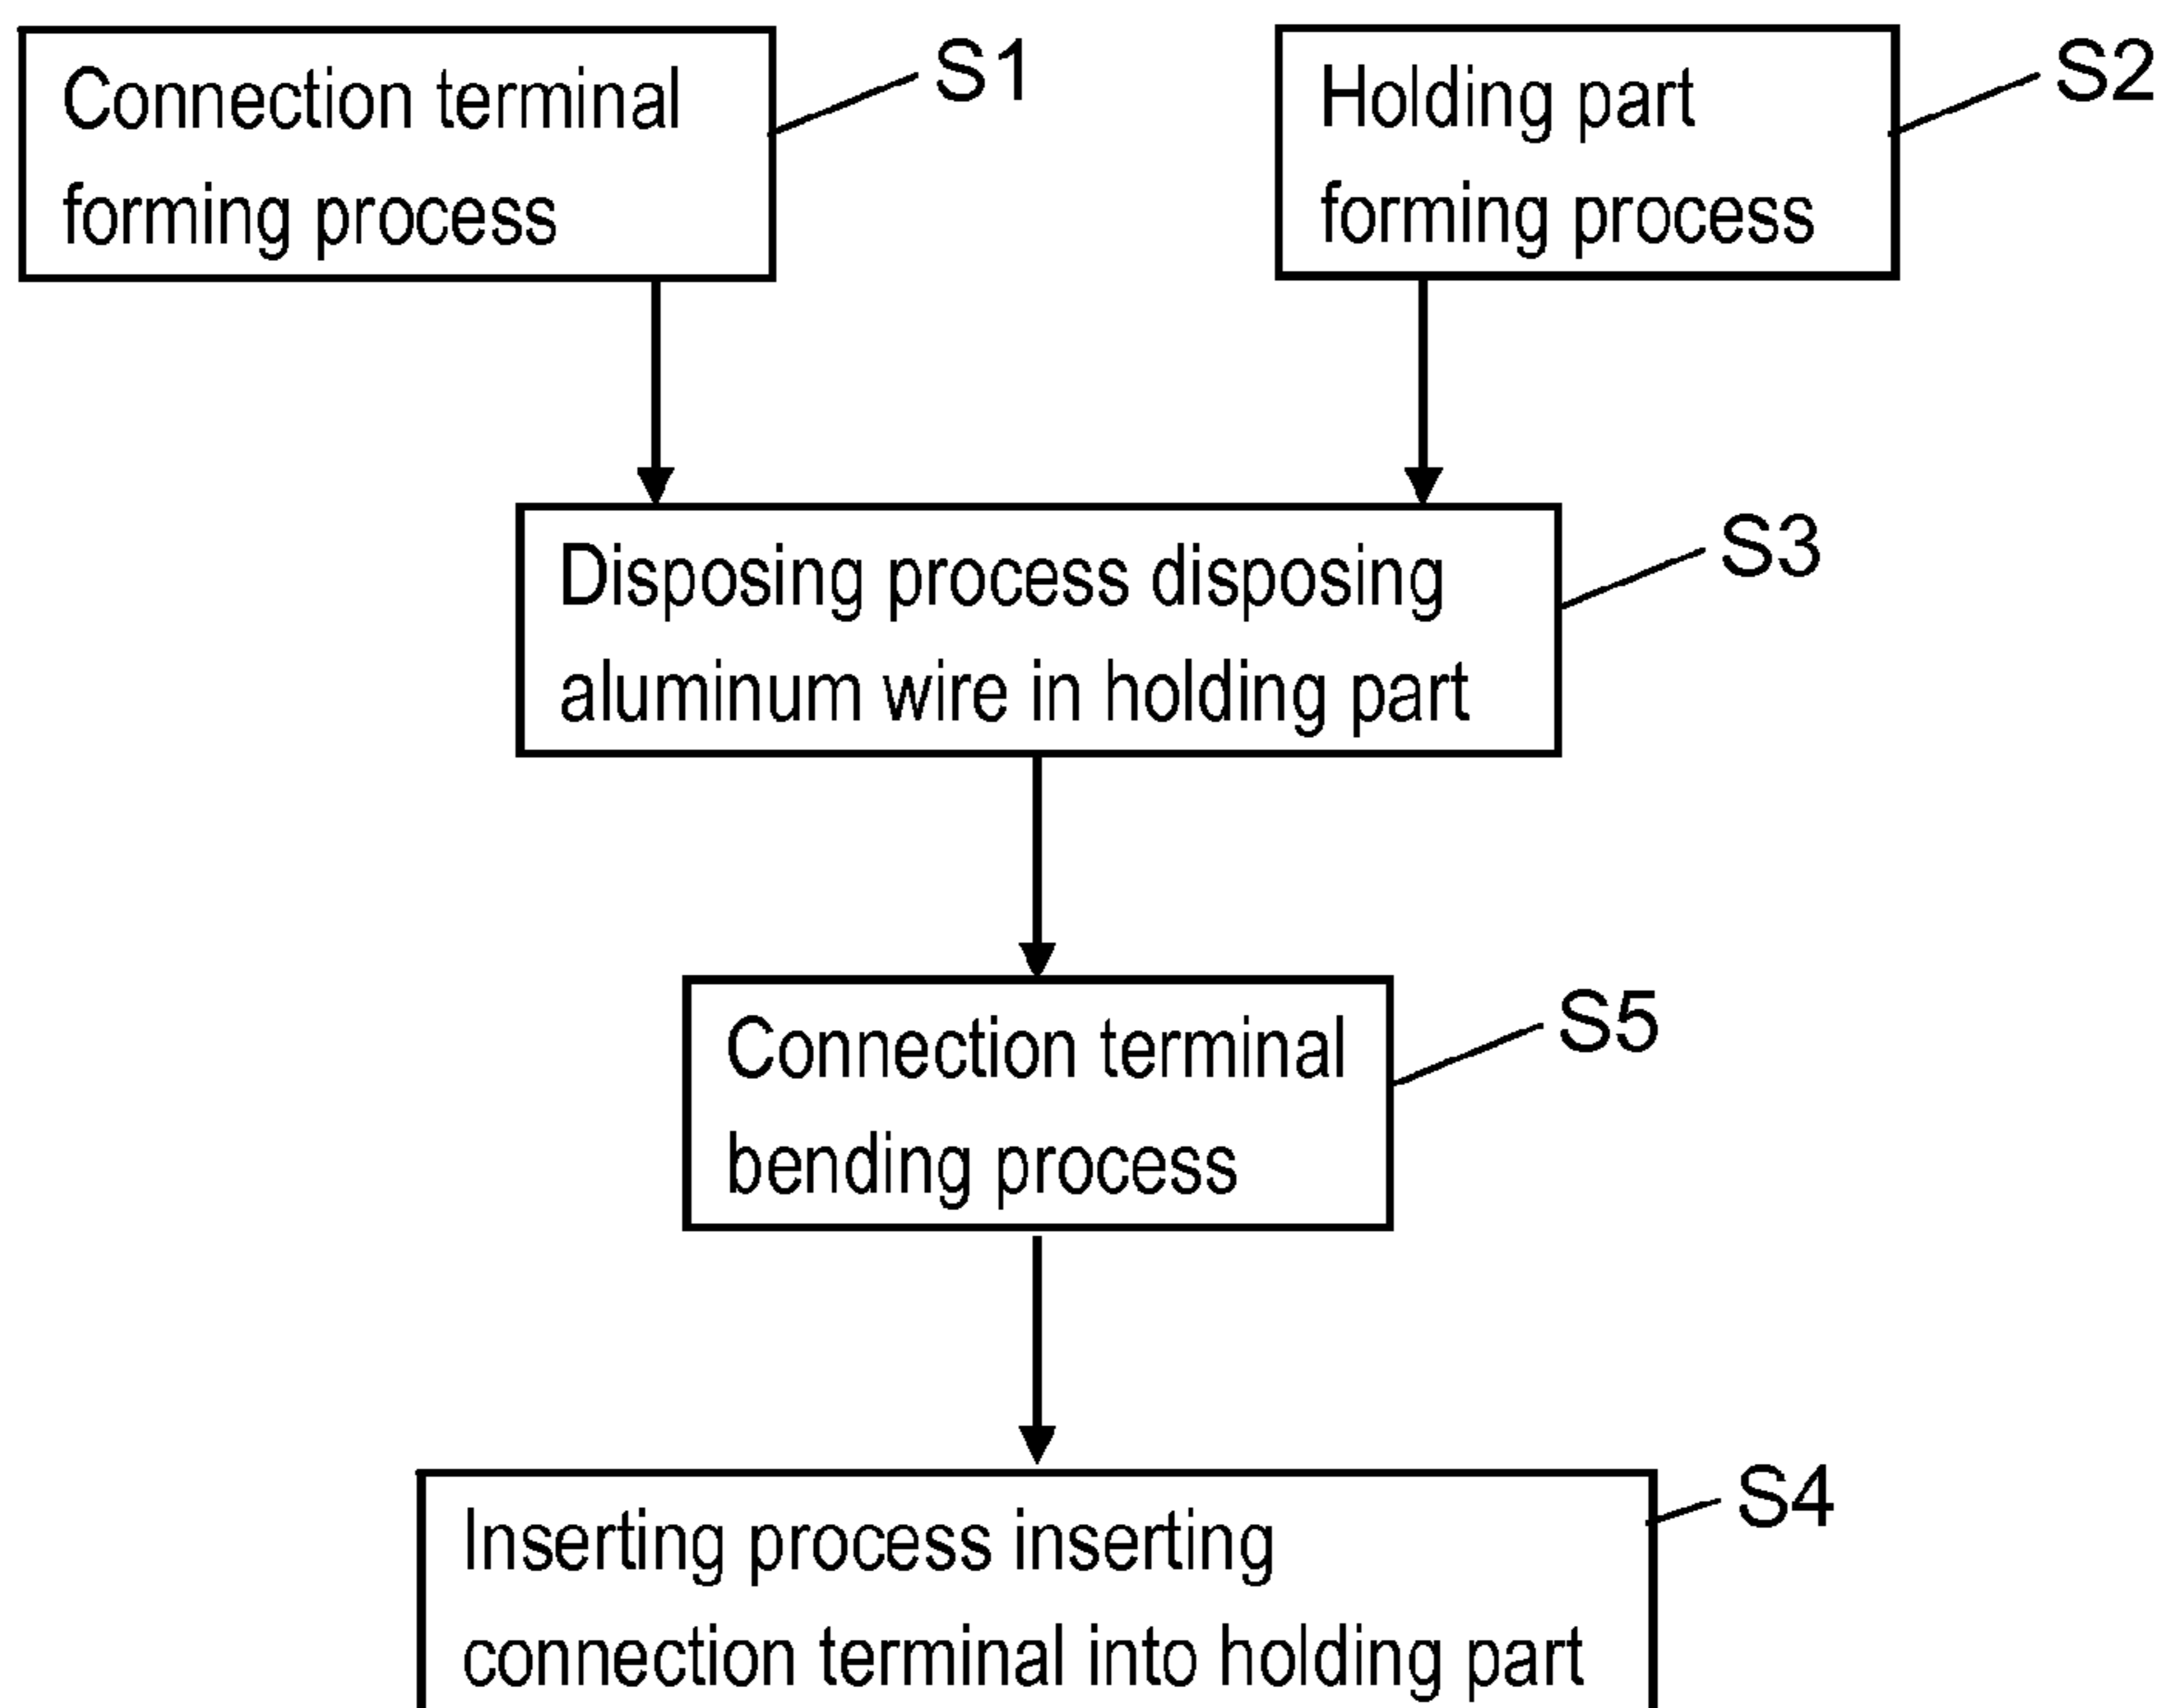 Connection terminal
forming process
S1
Holding part
forming process
S2
Disposing process disposing
aluminum wire in holding part
S3
Connection terminal
bending process
S5
Inserting process inserting
connection terminal into holding part
S4